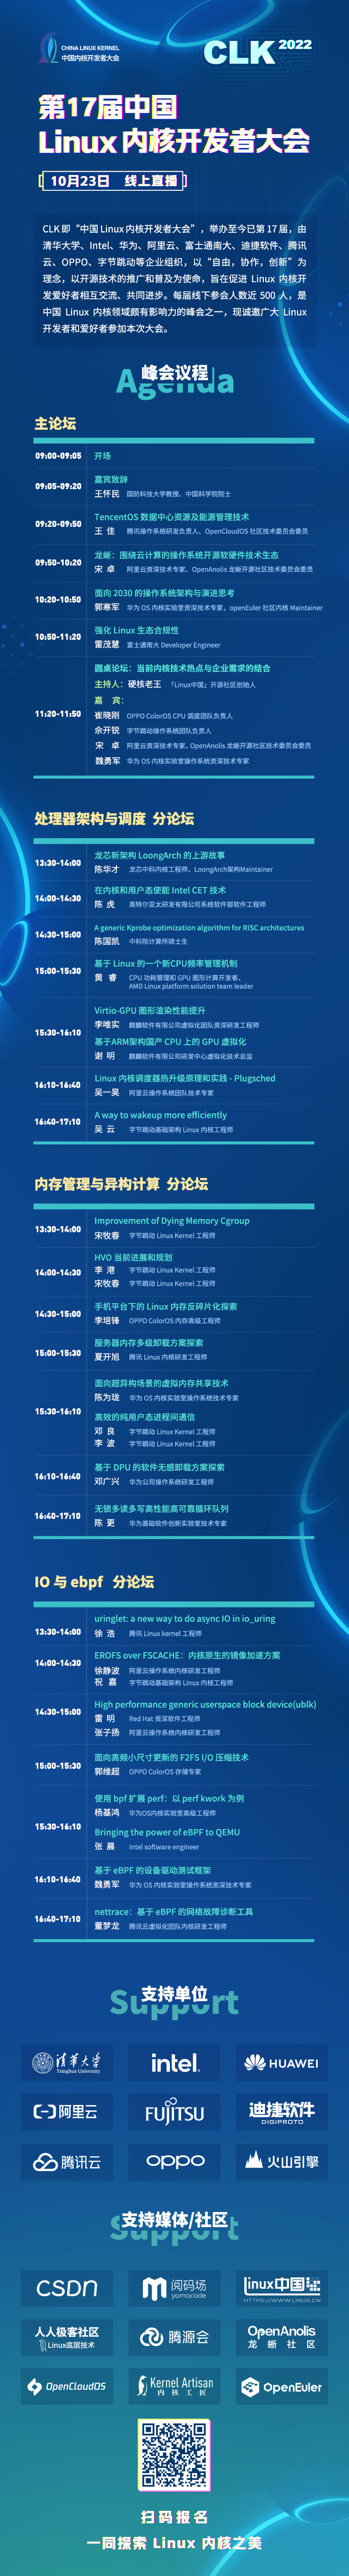 CHINA LINUX KERNEL
中国内核开发者大会
CLK 2022
第17届中国
Linux 内核开发者大会
10月23日 线上直播
CLK 即“中国 Linux 内核开发者大会”，举办至今已第 17 届，由
清华大学、Intel、华为、阿里云、富士通南大、迪捷软件、腾讯
云、OPPO、字节跳动等企业组织，以“自由，协作，创新”为
理念，以开源技术的推广和普及为使命，旨在促进 Linux 内核开
发爱好者相互交流、共同进步。每届线下参会人数近 500 人，是
中国 Linux 内核领域颇有影响力的峰会之一，现诚邀广大 Linux
开发者和爱好者参加本次大会。
峰会议程
Agenda
主论坛
09:00-09:05 开场
09:05-09:20 嘉宾致辞
王怀民 国防科技大学教授、中国科学院院士
09:20-09:50 TencentOS 数据中心资源及能源管理技术
王 佳 腾讯操作系统研发负责人、OpenCloudOS 社区技术委员会委员
09:50-10:20 龙蜥：围绕云计算的操作系统开源软硬件技术生态
宋 卓 阿里云资深技术专家、OpenAnolis 龙蜥开源社区技术委员会委员
10:20-10:50 面向 2030 的操作系统架构与演进思考
郭寒军 华为 OS 内核实验室资深技术专家，openEuler 社区内核 Maintainer
10:50-11:20 强化 Linux 生态合规性
雷茂慧 富士通南大 Developer Engineer
11:20-11:50 圆桌论坛：当前内核技术热点与企业需求的结合
主持人：硬核老王 「Linux中国」开源社区创始人
嘉 宾：
崔晓刚 OPPO ColorOS CPU 调度团队负责人
余开锐 字节跳动操作系统团队负责人
宋 卓 阿里云资深技术专家、OpenAnolis 龙蜥开源社区技术委员会委员
魏勇军 华为 OS 内核实验室操作系统资深技术专家
处理器架构与调度 分论坛
13:30-14:00 龙芯新架构 LoongArch 的上游故事
陈华才 龙芯中科内核工程师、LoongArch架构Maintainer
14:00-14:30 在内核和用户态使能 Intel CET 技术
陈 虎 英特尔亚太研发有限公司系统软件部软件工程师
14:30-15:00 A generic Kprobe optimization algorithm for RISC architectures
陈国凯 中科院计算所硕士生
15:00-15:30 基于 Linux 的一个新CPU频率管理机制
黄 睿 CPU 功耗管理和 GPU 图形计算开发者、
AMD Linux platform solution team leader
15:30-16:10 Virtio-GPU 图形渲染性能提升
李唯实 麒麟软件有限公司虚拟化团队资深研发工程师
基于ARM架构国产 CPU 上的 GPU 虚拟化
谢 明 麒麟软件有限公司研发中心虚拟化技术总监
16:10-16:40 Linux 内核调度器热升级原理和实践 - Plugsched
吴一昊 阿里云操作系统团队技术专家
16:40-17:10 A way to wakeup more efficiently
吴 云 字节跳动基础架构 Linux 内核工程师
内存管理与异构计算 分论坛
13:30-14:00 Improvement of Dying Memory Cgroup
宋牧春 字节跳动 Linux Kernel 工程师
14:00-14:30 HVO 当前进展和规划
李 港 字节跳动 Linux Kernel 工程师
宋牧春 字节跳动 Linux Kernel 工程师
14:30-15:00 手机平台下的 Linux 内存反碎片化探索
李培锋 OPPO ColorOS 内存高级工程师
15:00-15:30 服务器内存多级卸载方案探索
夏开旭 腾讯 Linux 内核研发工程师
15:30-16:10 面向超异构场景的虚拟内存共享技术
陈为珑 华为 OS 内核实验室操作系统技术专家
高效的纯用户态进程间通信
邓 良 字节跳动 Linux Kernel 工程师
李 波 字节跳动 Linux Kernel 工程师
16:10-16:40 基于 DPU 的软件无感卸载方案探索
邓广兴 华为公司操作系统研发工程师
16:40-17:10 无锁多读多写高性能高可靠循环队列
陈 更 华为基础软件创新实验室技术专家
IO 与 ebpf 分论坛
13:30-14:00 uringlet: a new way to do async IO in io_uring
徐 浩 腾讯 Linux kernel 工程师
14:00-14:30 EROFS over FSCACHE：内核原生的镜像加速方案
徐静波 阿里云操作系统内核研发工程师
祝 嘉 字节跳动基础架构 Linux 内核工程师
14:30-15:00 High performance generic userspace block device(ublk)
雷 明 Red Hat 资深软件工程师
张子扬 阿里云操作系统内核研发工程师
15:00-15:30 面向高频小尺寸更新的 F2FS I/O 压缩技术
郭维超 OPPO ColorOS 存储专家
15:30-16:10 使用 bpf 扩展 perf：以 perf kwork 为例
杨基鸿 华为OS内核实验室高级工程师
Bringing the power of eBPF to QEMU
张 晨 Intel software engineer
16:10-16:40 基于 eBPF 的设备驱动测试框架
魏勇军 华为 OS 内核实验室操作系统资深技术专家
16:40-17:10 nettrace：基于 eBPF 的网络故障诊断工具
董梦龙 腾讯云虚拟化团队内核研发工程师
支持单位
Support
清华大学
Tsinghua University
intel.
HUAWEI
阿里云
FUJITSU
迪捷软件
DIGIPROTO
腾讯云
oppo
火山引擎
支持媒体/社区
Support
CSDN
阅码场
yomocode
Linux中国
HTTPS://WWW.LINUX.CN
人人极客社区
Linux底层技术
腾源会
OpenAnolis
龙蜥社区
OpenCloudOS
Kernel Artisan
内核工匠
OpenEuler
扫码报名
一同探索 Linux 内核之美